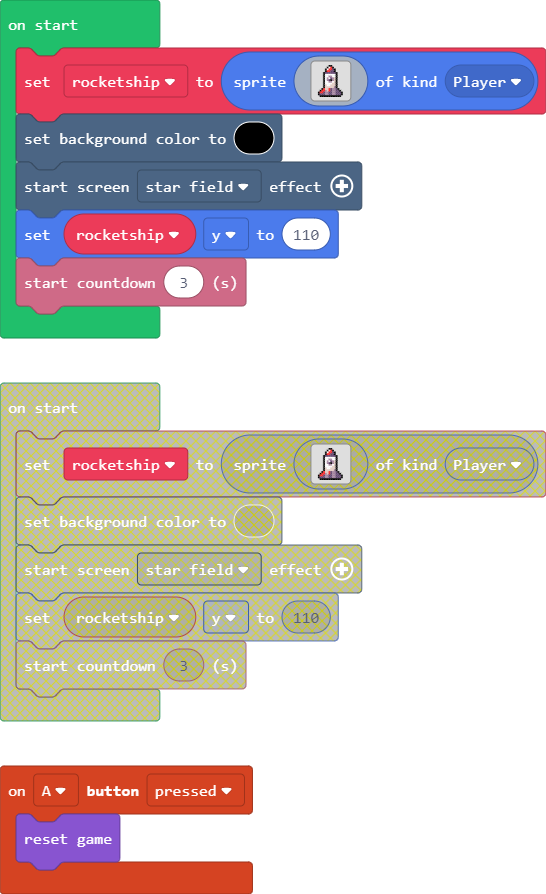 on start
set rocketship to sprite of kind Player
set background color to
start screen star field effect
set rocketship y to 110
start countdown 3 (s)
on start
set rocketship to sprite of kind Player
set background color to
start screen star field effect
set rocketship y to 110
start countdown 3 (s)
on A button pressed
reset game